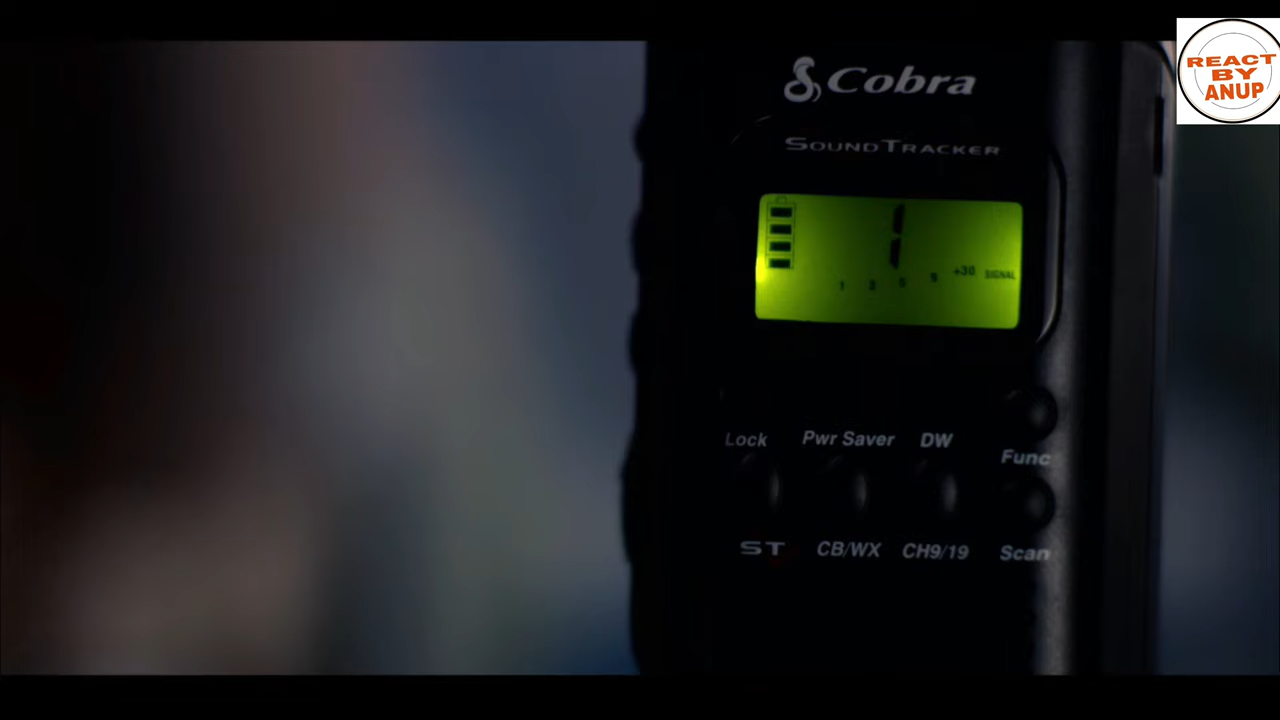 REACT
BY
ANUP
Cobra
SOUNDTRACKER
1
1 3 5 9 +30 SIGNAL
Lock Pwr Saver DW
Func
ST CB/WX CH9/19 Scan